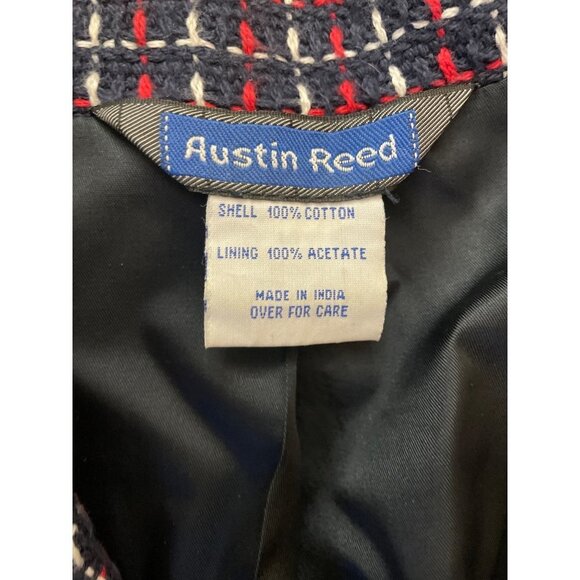 Austin Reed
SHELL 100% COTTON
LINING 100% ACETATE
MADE IN INDIA
OVER FOR CARE